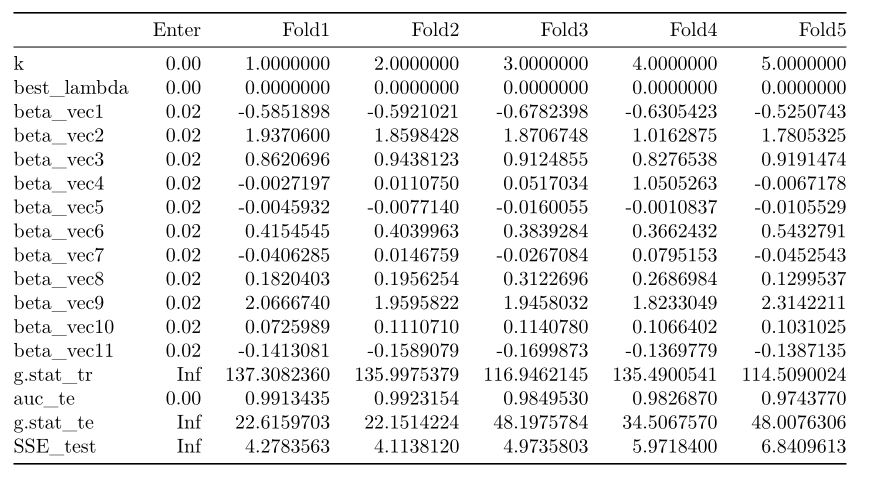 Enter Fold1 Fold2 Fold3 Fold4 Fold5
k 0.00 1.0000000 2.0000000 3.0000000 4.0000000 5.0000000
best_lambda 0.00 0.0000000 0.0000000 0.0000000 0.0000000 0.0000000
beta_vec1 0.02 -0.5851898 -0.5921021 -0.6782398 -0.6305423 -0.5250743
beta_vec2 0.02 1.9370600 1.8598428 1.8706748 1.0162875 1.7805325
beta_vec3 0.02 0.8620696 0.9438123 0.9124855 0.8276538 0.9191474
beta_vec4 0.02 -0.0027197 0.0110750 0.0517034 1.0505263 -0.0067178
beta_vec5 0.02 -0.0045932 -0.0077140 -0.0160055 -0.0010837 -0.0105529
beta_vec6 0.02 0.4154545 0.4039963 0.3839284 0.3662432 0.5432791
beta_vec7 0.02 -0.0406285 0.0146759 -0.0267084 0.0795153 -0.0452543
beta_vec8 0.02 0.1820403 0.1956254 0.3122696 0.2686984 0.1299537
beta_vec9 0.02 2.0666740 1.9595822 1.9458032 1.8233049 2.3142211
beta_vec10 0.02 0.0725989 0.1110710 0.1140780 0.1066402 0.1031025
beta_vec11 0.02 -0.1413081 -0.1589079 -0.1699873 -0.1369779 -0.1387135
g.stat_tr Inf 137.3082360 135.9975379 116.9462145 135.4900541 114.5090024
auc_te 0.00 0.9913435 0.9923154 0.9849530 0.9826870 0.9743770
g.stat_te Inf 22.6159703 22.1514224 48.1975784 34.5067570 48.0076306
SSE_test Inf 4.2783563 4.1138120 4.9735803 5.9718400 6.8409613